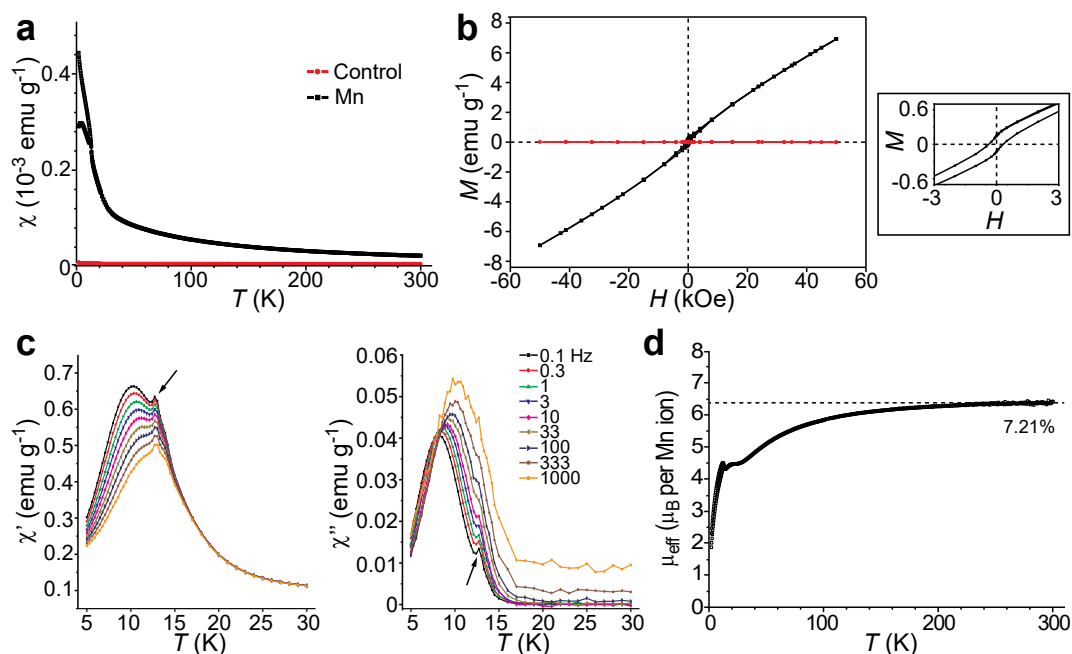 a
χ (10⁻³ emu g⁻¹)
0.4
0.2
0
0 100 200 300
T (K)
Control
Mn
b
M (emu g⁻¹)
8
6
4
2
0
-2
-4
-6
-8
-60 -40 -20 0 20 40 60
H (kOe)
M
0.6
0
-0.6
-3 0 3
H
c
χ’ (emu g⁻¹)
0.7
0.6
0.5
0.4
0.3
0.2
0.1
5 10 15 20 25 30
T (K)
χ’’ (emu g⁻¹)
0.06
0.05
0.04
0.03
0.02
0.01
0
5 10 15 20 25 30
T (K)
0.1 Hz
0.3
1
3
10
33
100
333
1000
d
μeff (μB per Mn ion)
8
7
6
5
4
3
2
1
0
0 100 200 300
T (K)
7.21%